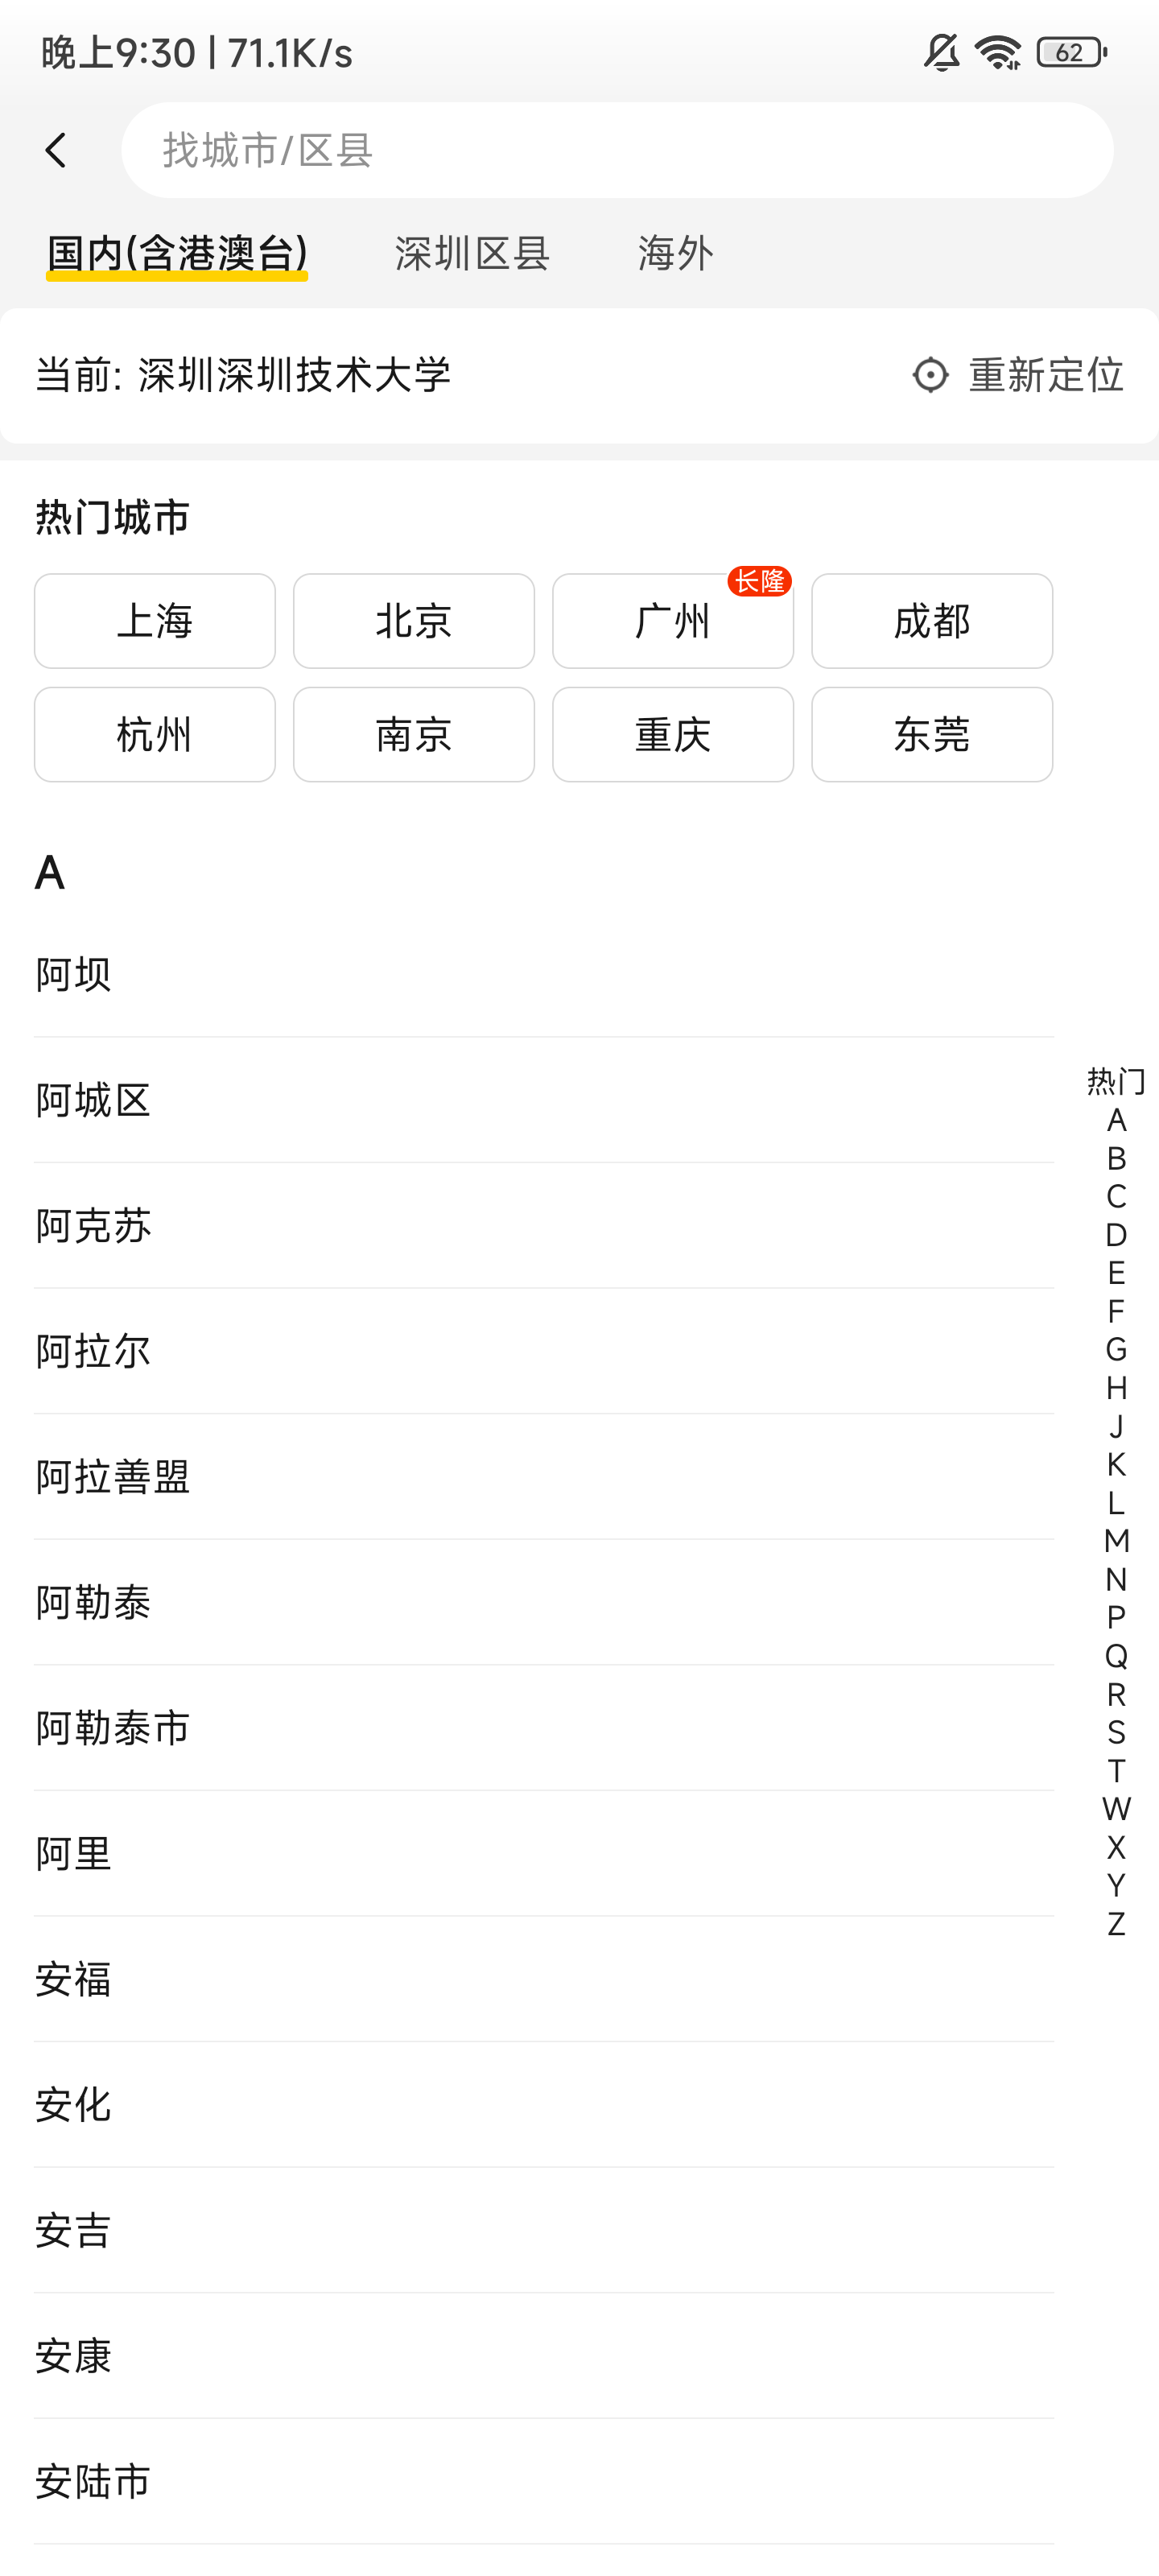 晚上9:30 | 71.1K/s 62
找城市/区县
国内(含港澳台) 深圳区县 海外
当前: 深圳深圳技术大学 重新定位
热门城市
长隆
上海 北京 广州 成都
杭州 南京 重庆 东莞
A
阿坝
阿城区
阿克苏
阿拉尔
阿拉善盟
阿勒泰
阿勒泰市
阿里
安福
安化
安吉
安康
安陆市
热门
A
B
C
D
E
F
G
H
J
K
L
M
N
P
Q
R
S
T
W
X
Y
Z